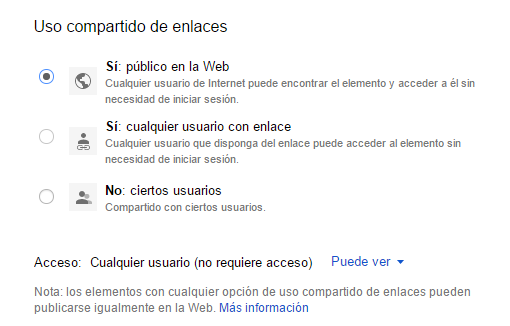 Uso compartido de enlaces
Sí: público en la Web
Cualquier usuario de Internet puede encontrar el elemento y acceder a él sin
necesidad de iniciar sesión.
Sí: cualquier usuario con enlace
Cualquier usuario que disponga del enlace puede acceder al elemento sin
necesidad de iniciar sesión.
No: ciertos usuarios
Compartido con ciertos usuarios.
Acceso: Cualquier usuario (no requiere acceso) Puede ver
Nota: los elementos con cualquier opción de uso compartido de enlaces pueden
publicarse igualmente en la Web. Más información